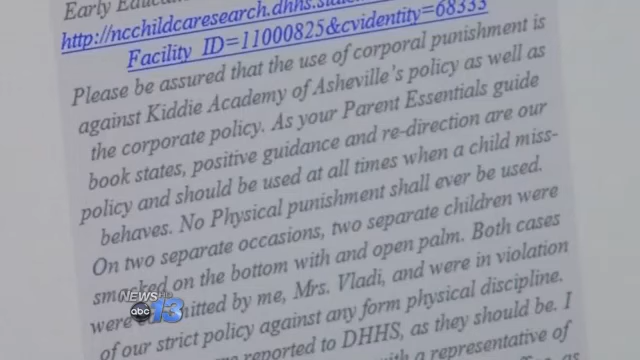 Early
http://ncchildcaresearch.dhhs.
Facility_ID=11000825&cvidentity=68333
Please be assured that the use of corporal punishment is
against Kiddie Academy of Asheville's policy as well as
the corporate policy. As your Parent Essentials guide
book states, positive guidance and re-direction are our
policy and should be used at all times when a child miss-
behaves. No Physical punishment shall ever be used.
On two separate occasions, two separate children were
smacked on the bottom with and open palm. Both cases
were committed by me, Mrs. Vladi, and were in violation
of our strict policy against any form physical discipline.
reported to DHHS, as they should be. I
with a representative of
NEWS
abc 13